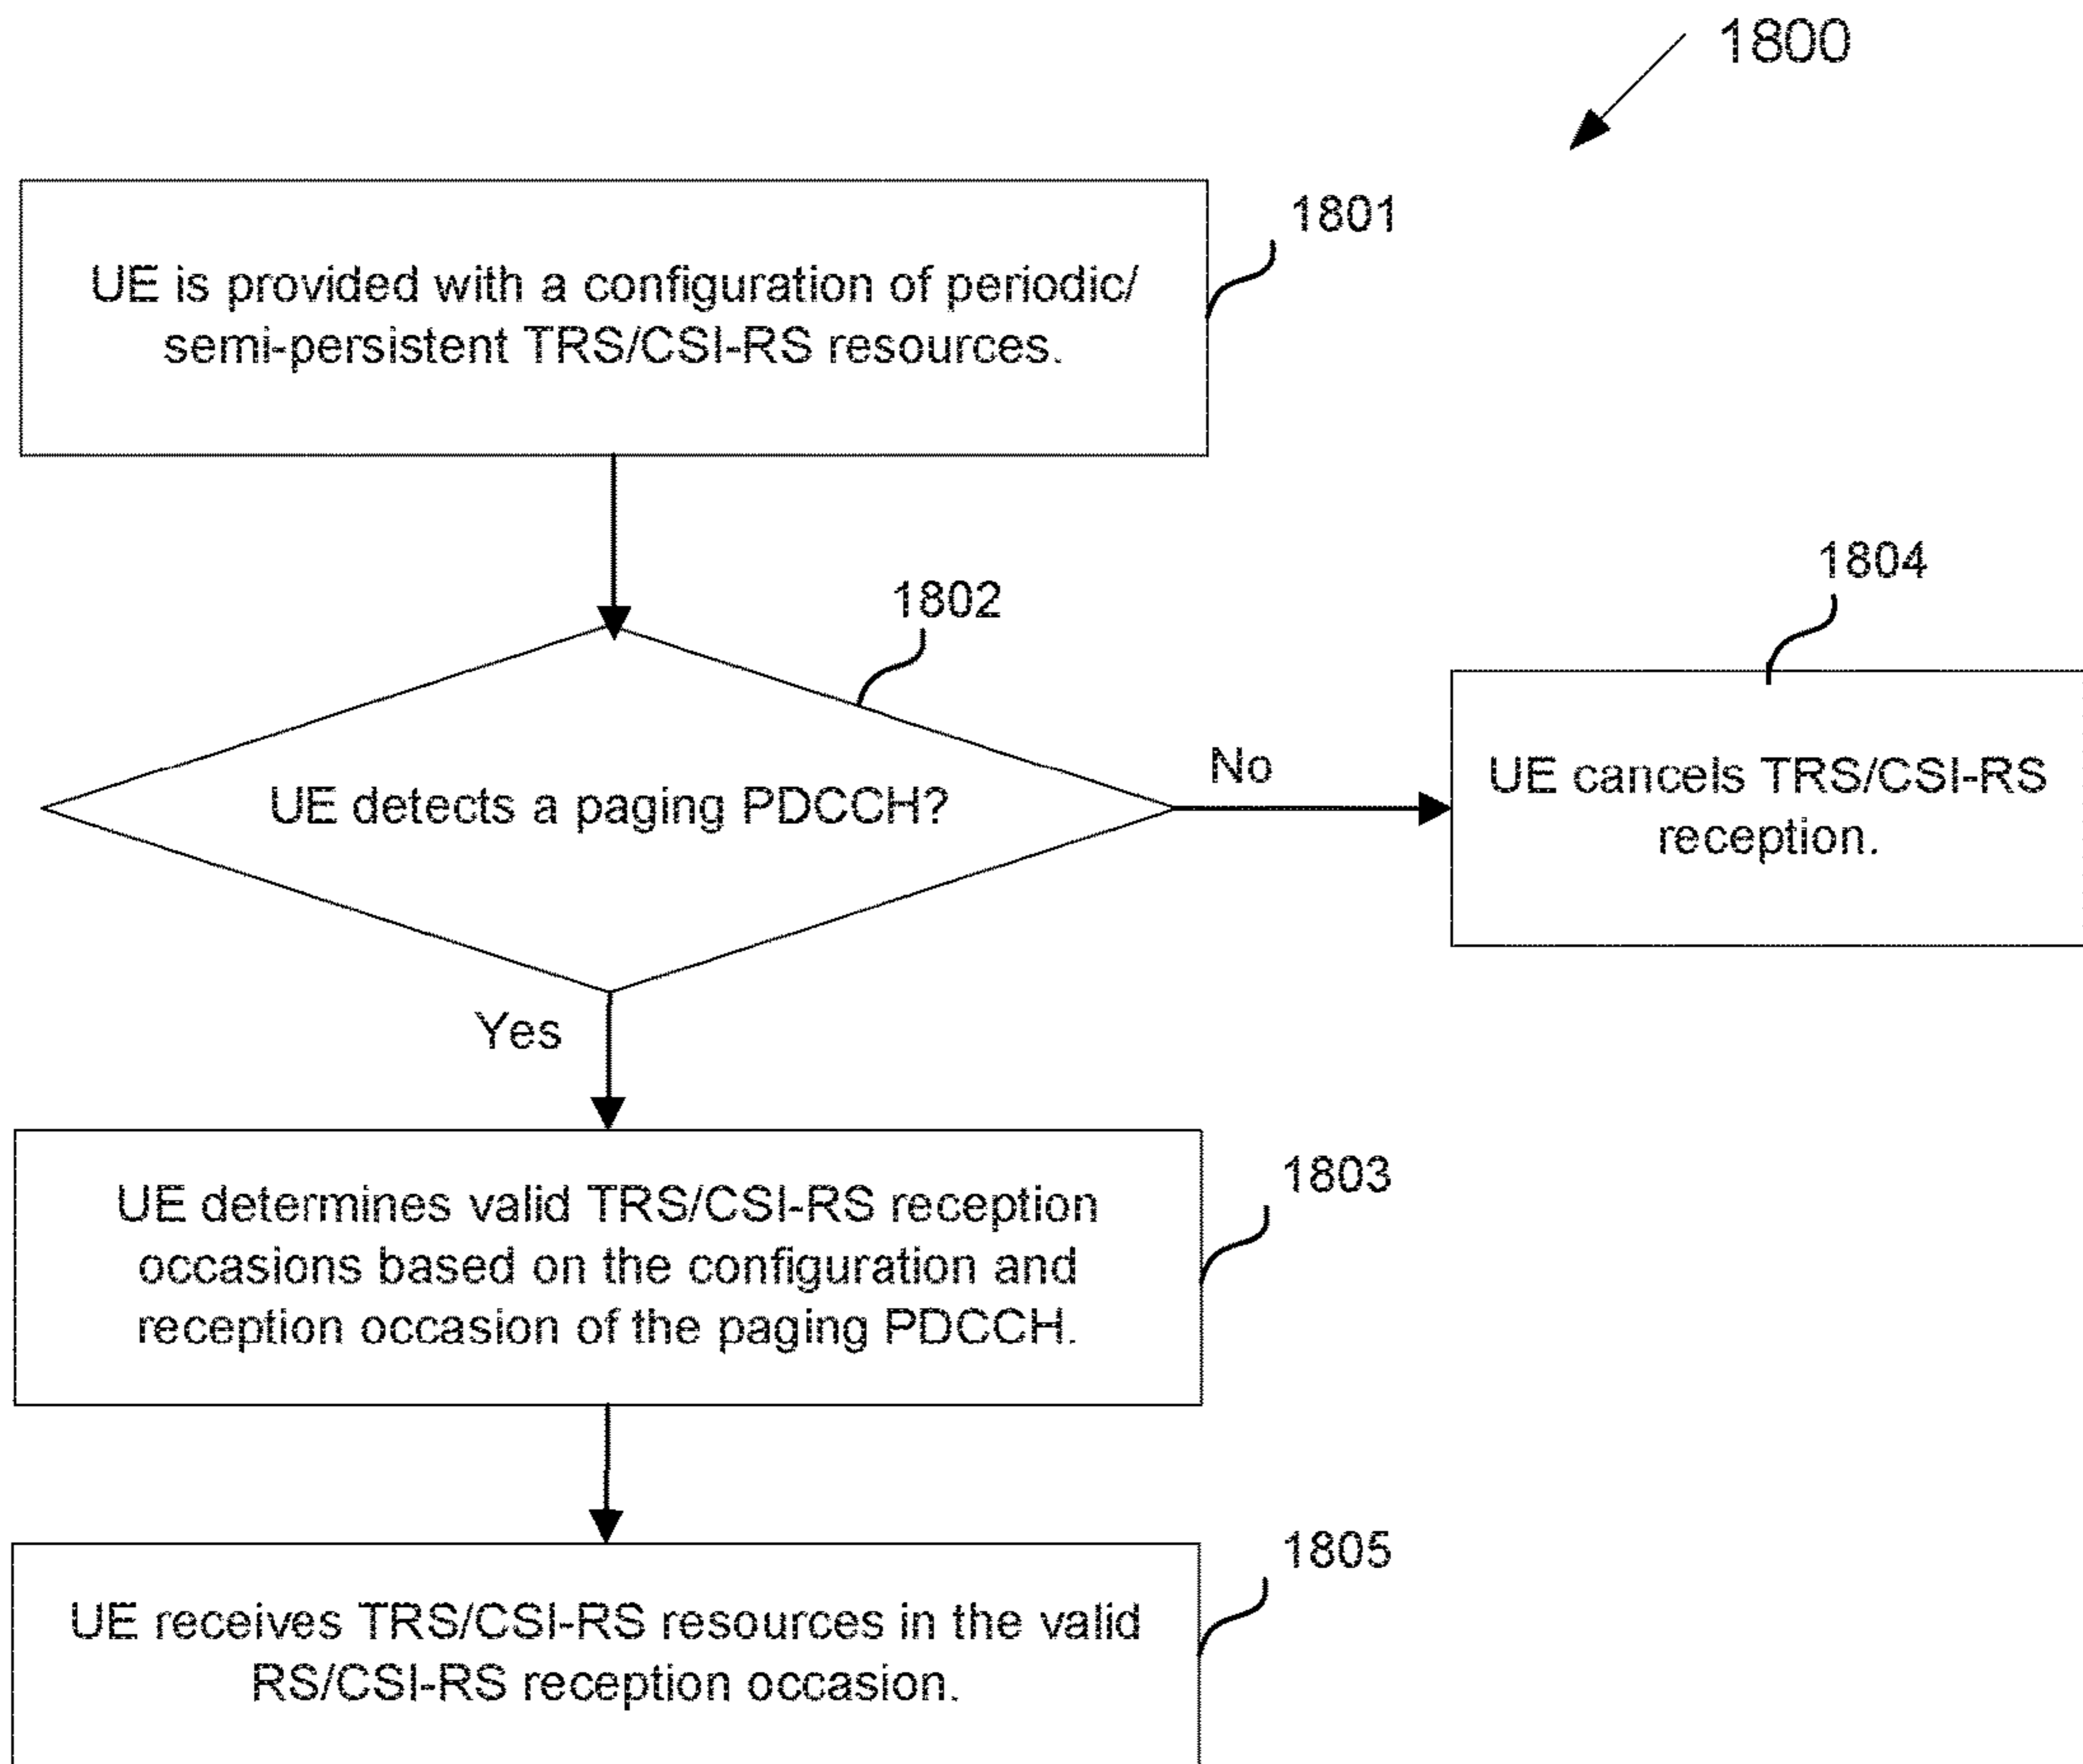 1800
1801
UE is provided with a configuration of periodic/
semi-persistent TRS/CSI-RS resources.
1802
1804
UE detects a paging PDCCH?
No
UE cancels TRS/CSI-RS
reception.
Yes
1803
UE determines valid TRS/CSI-RS reception
occasions based on the configuration and
reception occasion of the paging PDCCH.
1805
UE receives TRS/CSI-RS resources in the valid
RS/CSI-RS reception occasion.